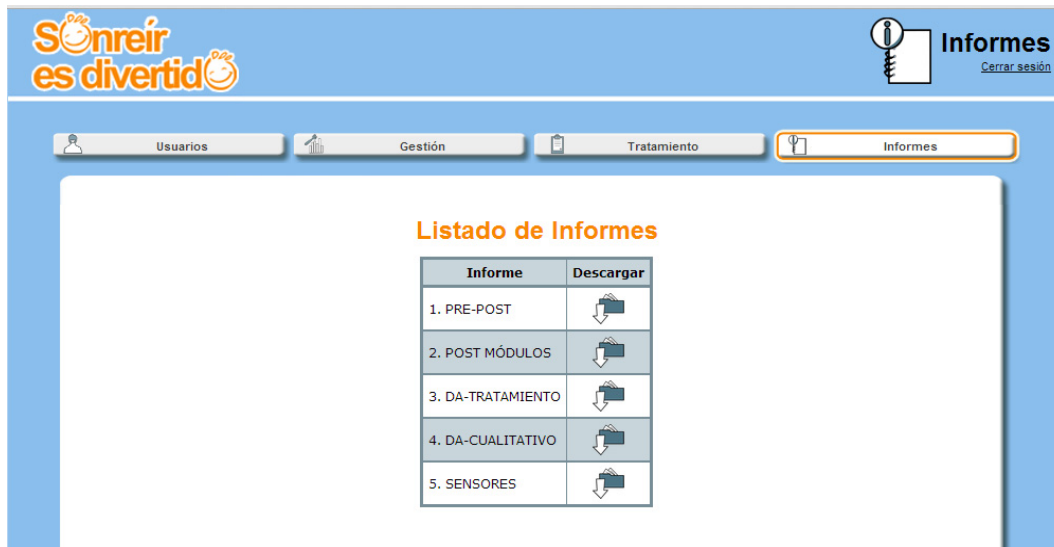 Sonreír
es divertido
Informes
Cerrar sesión
Usuarios
Gestión
Tratamiento
Informes
Listado de Informes
Informe
Descargar
1. PRE-POST
2. POST MÓDULOS
3. DA-TRATAMIENTO
4. DA-CUALITATIVO
5. SENSORES